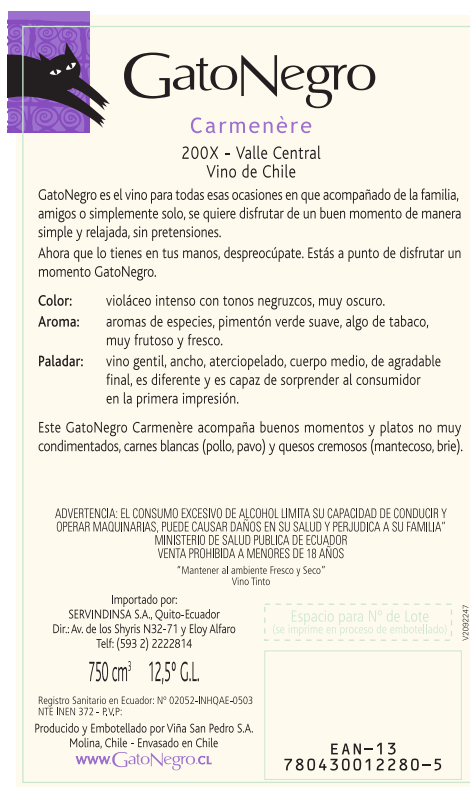 GatoNegro
Carmenère
200X - Valle Central
Vino de Chile
GatoNegro es el vino para todas esas ocasiones en que acompañado de la familia,
amigos o simplemente solo, se quiere disfrutar de un buen momento de manera
simple y relajada, sin pretensiones.
Ahora que lo tienes en tus manos, despreocúpate. Estás a punto de disfrutar un
momento GatoNegro.
Color: violáceo intenso con tonos negruzcos, muy oscuro.
Aroma: aromas de especies, pimentón verde suave, algo de tabaco,
muy frutoso y fresco.
Paladar: vino gentil, ancho, aterciopelado, cuerpo medio, de agradable
final, es diferente y es capaz de sorprender al consumidor
en la primera impresión.
Este GatoNegro Carmenère acompaña buenos momentos y platos no muy
condimentados, carnes blancas (pollo, pavo) y quesos cremosos (mantecoso, brie).
ADVERTENCIA: EL CONSUMO EXCESIVO DE ALCOHOL LIMITA SU CAPACIDAD DE CONDUCIR Y
OPERAR MAQUINARIAS, PUEDE CAUSAR DAÑOS EN SU SALUD Y PERJUDICA A SU FAMILIA"
MINISTERIO DE SALUD PUBLICA DE ECUADOR
VENTA PROHIBIDA A MENORES DE 18 AÑOS
"Mantener al ambiente Fresco y Seco"
Vino Tinto
Importado por:
SERVINDINSA S.A., Quito-Ecuador
Dir.: Av. de los Shyris N32-71 y Eloy Alfaro
Telf: (593 2) 2222814
750 cm³ 12,5º G.L.
Registro Sanitario en Ecuador: Nº 02052-INHQAE-0503
NTE INEN 372 - P.V.P:
Producido y Embotellado por Viña San Pedro S.A.
Molina, Chile - Envasado en Chile
www.GatoNegro.cl
Espacio para Nº de Lote
(se imprime en proceso de embotellado)
V2092247
EAN-13
780430012280-5